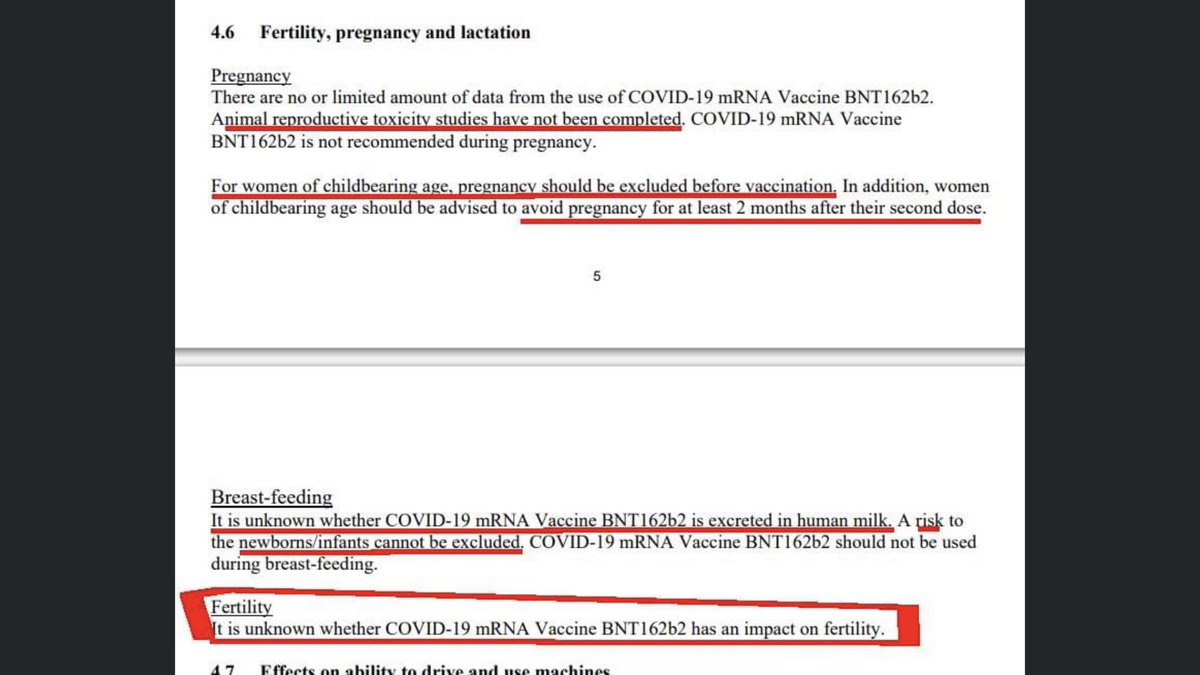 4.6 Fertility, pregnancy and lactation
Pregnancy
There are no or limited amount of data from the use of COVID-19 mRNA Vaccine BNT162b2.
Animal reproductive toxicity studies have not been completed. COVID-19 mRNA Vaccine
BNT162b2 is not recommended during pregnancy.
For women of childbearing age, pregnancy should be excluded before vaccination. In addition, women
of childbearing age should be advised to avoid pregnancy for at least 2 months after their second dose.
5
Breast-feeding
It is unknown whether COVID-19 mRNA Vaccine BNT162b2 is excreted in human milk. A risk to
the newborns/infants cannot be excluded. COVID-19 mRNA Vaccine BNT162b2 should not be used
during breast-feeding.
Fertility
It is unknown whether COVID-19 mRNA Vaccine BNT162b2 has an impact on fertility.
4.7 Effects on ability to drive and use machines